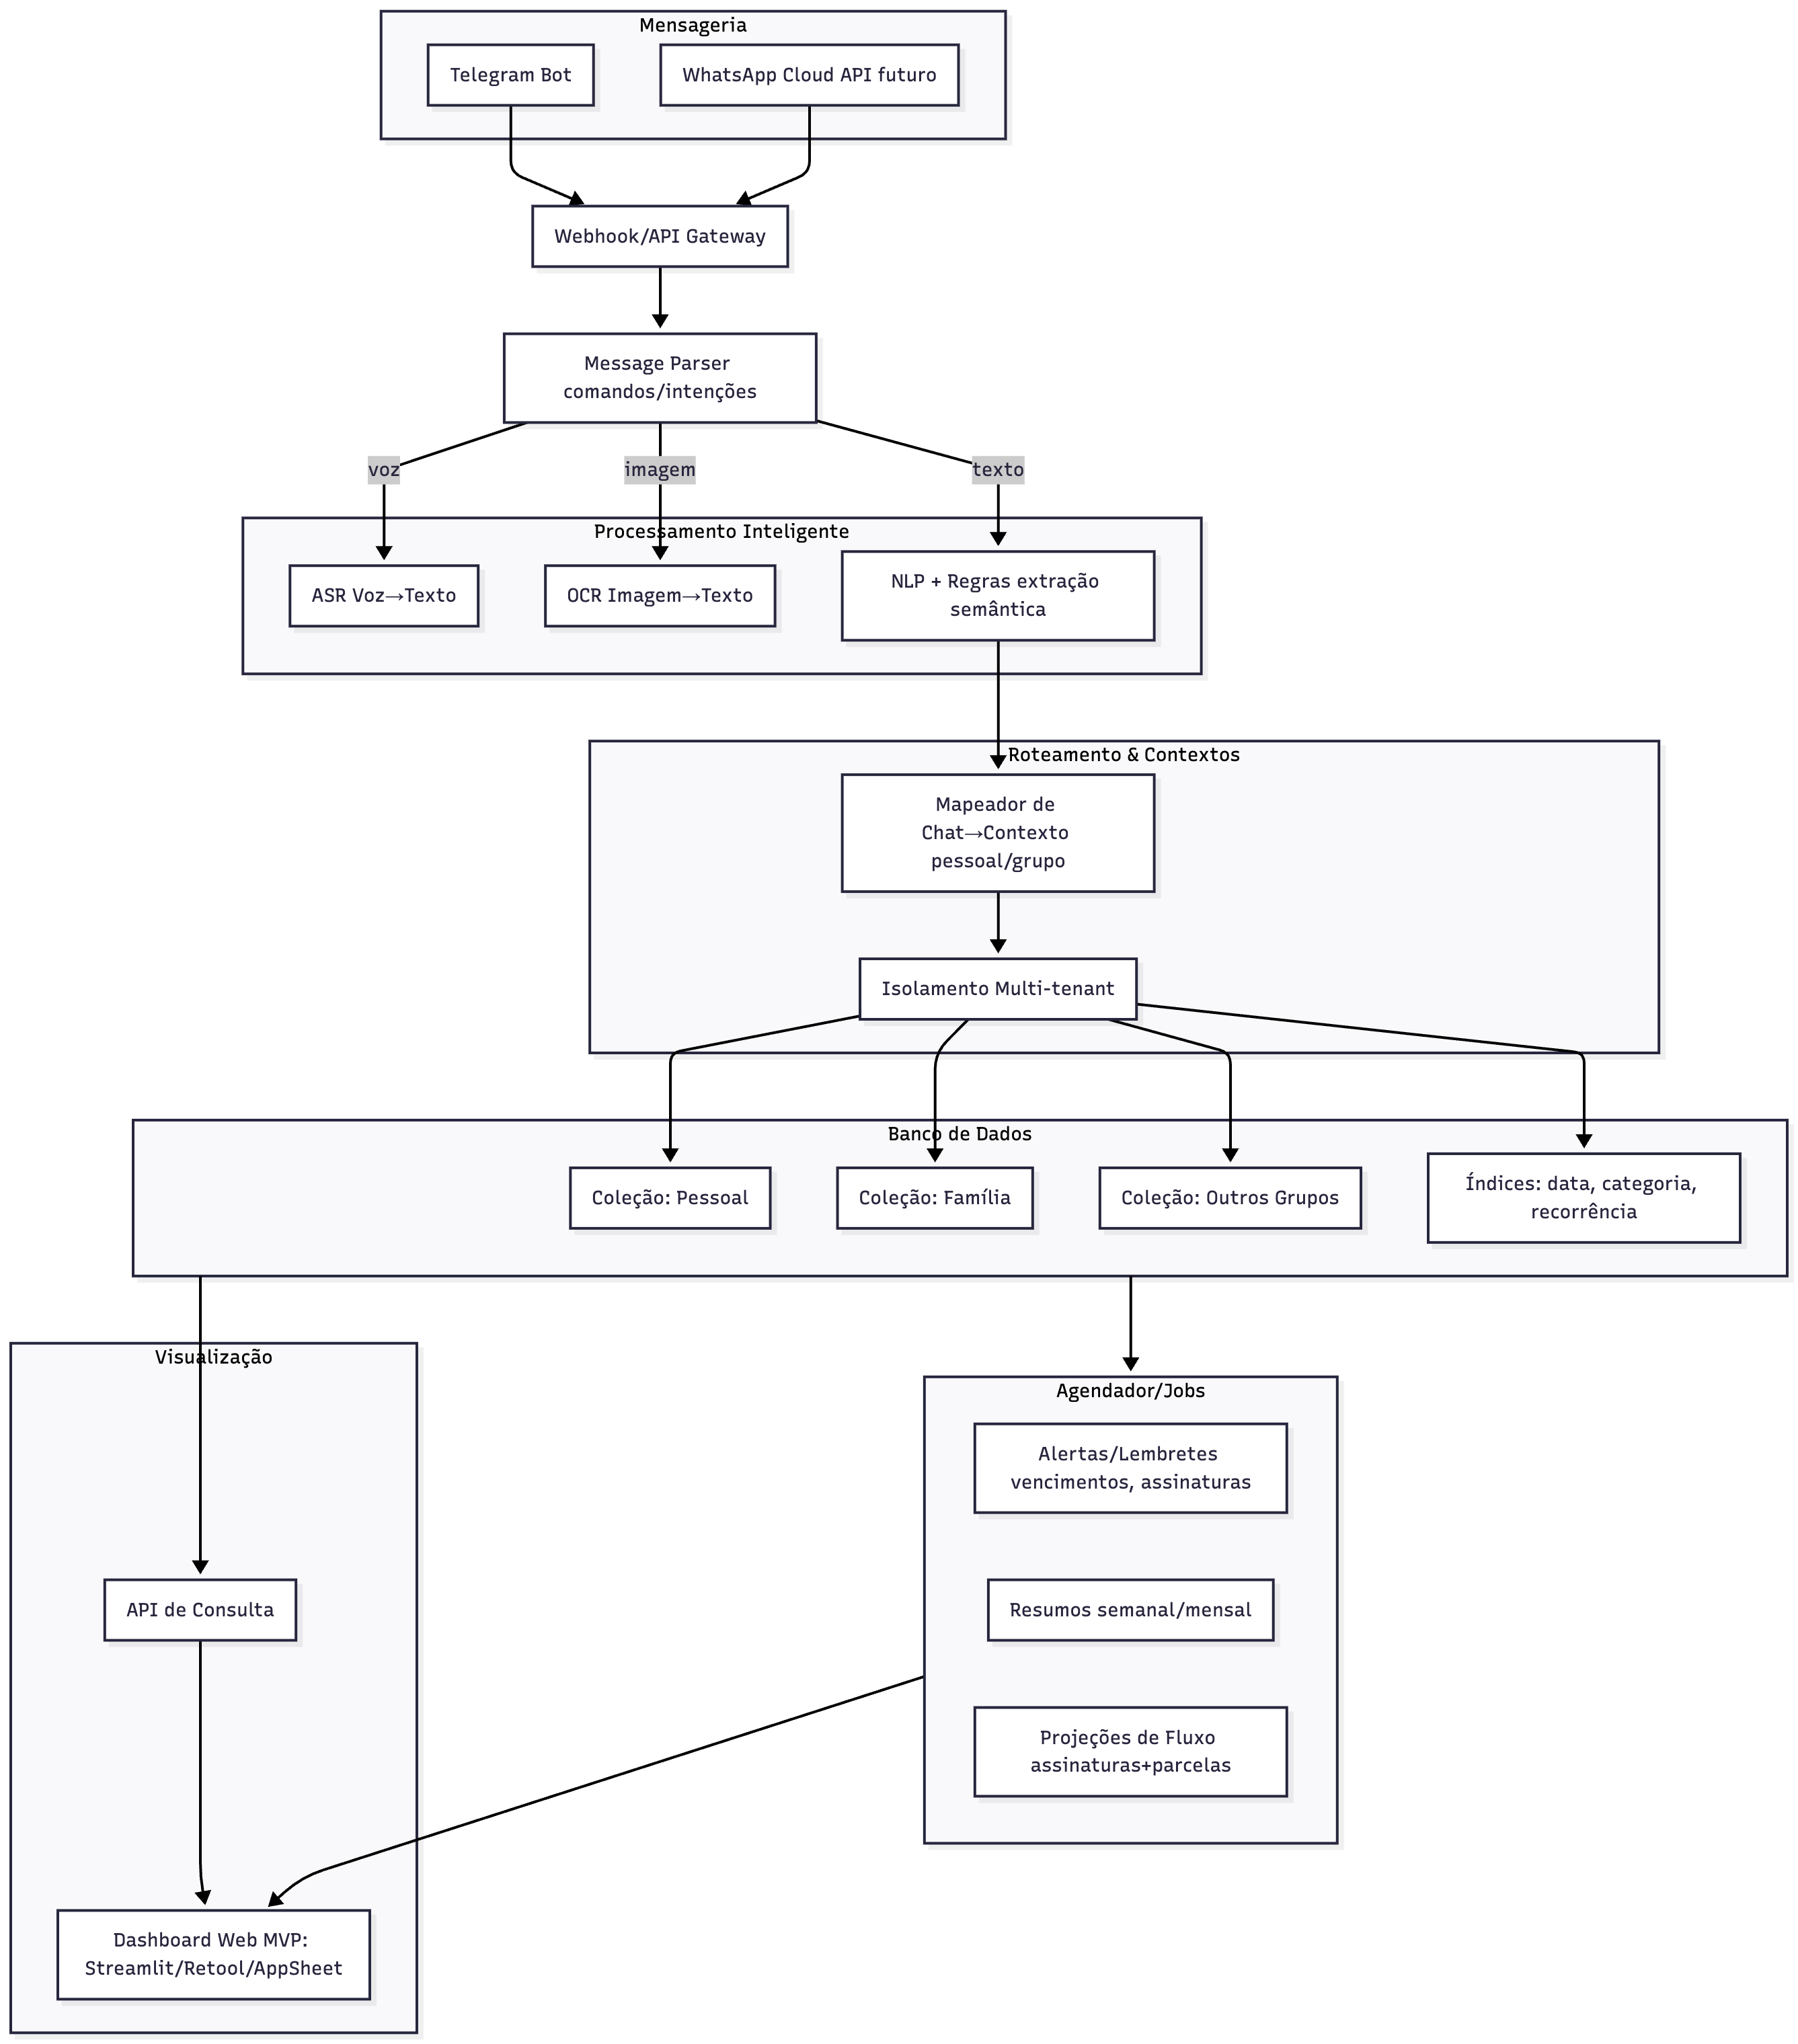 Mensageria
Telegram Bot
WhatsApp Cloud API futuro
Webhook/API Gateway
Message Parser
comandos/intenções
voz
imagem
texto
Processamento Inteligente
ASR Voz→Texto
OCR Imagem→Texto
NLP + Regras extração
semântica
Roteamento & Contextos
Mapeador de
Chat→Contexto
pessoal/grupo
Isolamento Multi-tenant
Banco de Dados
Coleção: Pessoal
Coleção: Família
Coleção: Outros Grupos
Índices: data, categoria,
recorrência
Visualização
Agendador/Jobs
Alertas/Lembretes
vencimentos, assinaturas
API de Consulta
Resumos semanal/mensal
Projeções de Fluxo
assinaturas+parcelas
Dashboard Web MVP:
Streamlit/Retool/AppSheet